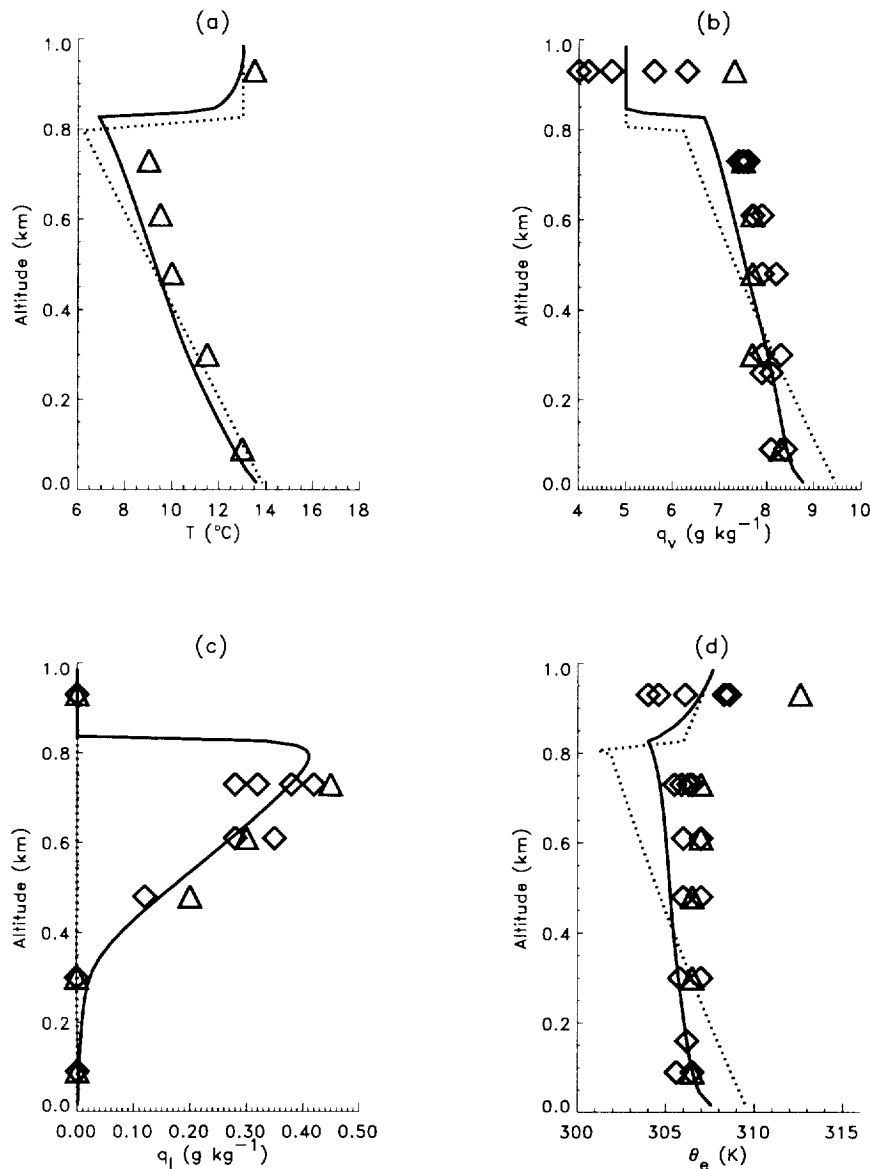 (a)
1.0
0.8
0.6
0.4
0.2
0.0
Altitude (km)
6 8 10 12 14 16 18
T (°C)
(b)
1.0
0.8
0.6
0.4
0.2
0.0
Altitude (km)
4 5 6 7 8 9 10
q_v (g kg⁻¹)
(c)
1.0
0.8
0.6
0.4
0.2
0.0
Altitude (km)
0.00 0.10 0.20 0.30 0.40 0.50
q_l (g kg⁻¹)
(d)
1.0
0.8
0.6
0.4
0.2
0.0
Altitude (km)
300 305 310 315
θ_e (K)